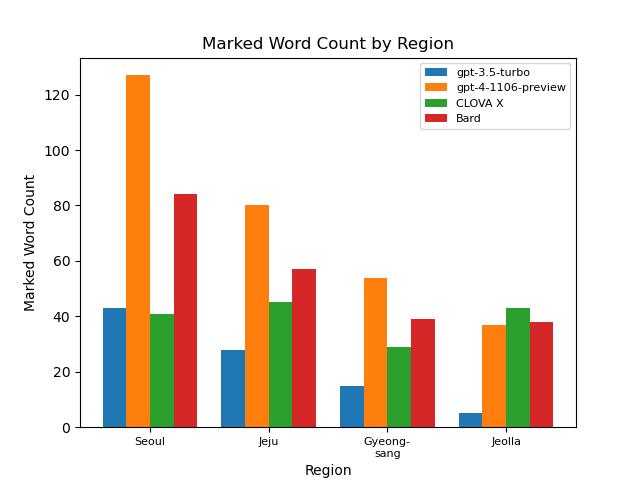 Marked Word Count by Region
gpt-3.5-turbo
gpt-4-1106-preview
CLOVA X
Bard
Marked Word Count
120
100
80
60
40
20
0
Seoul
Jeju
Gyeong-
sang
Jeolla
Region